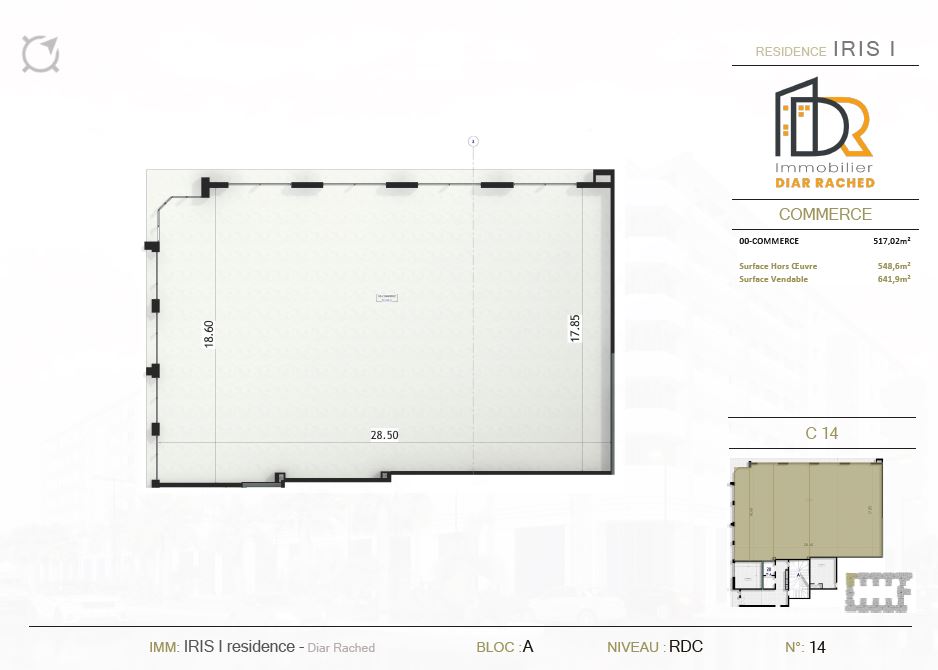 RESIDENCE IRIS I
Immobilier
DIAR RACHED
COMMERCE
00-COMMERCE 517,02m²
Surface Hors Œuvre 548,6m²
Surface Vendable 641,9m²
18.60
17.85
28.50
C 14
IMM: IRIS I residence - Diar Rached BLOC :A NIVEAU : RDC N°: 14